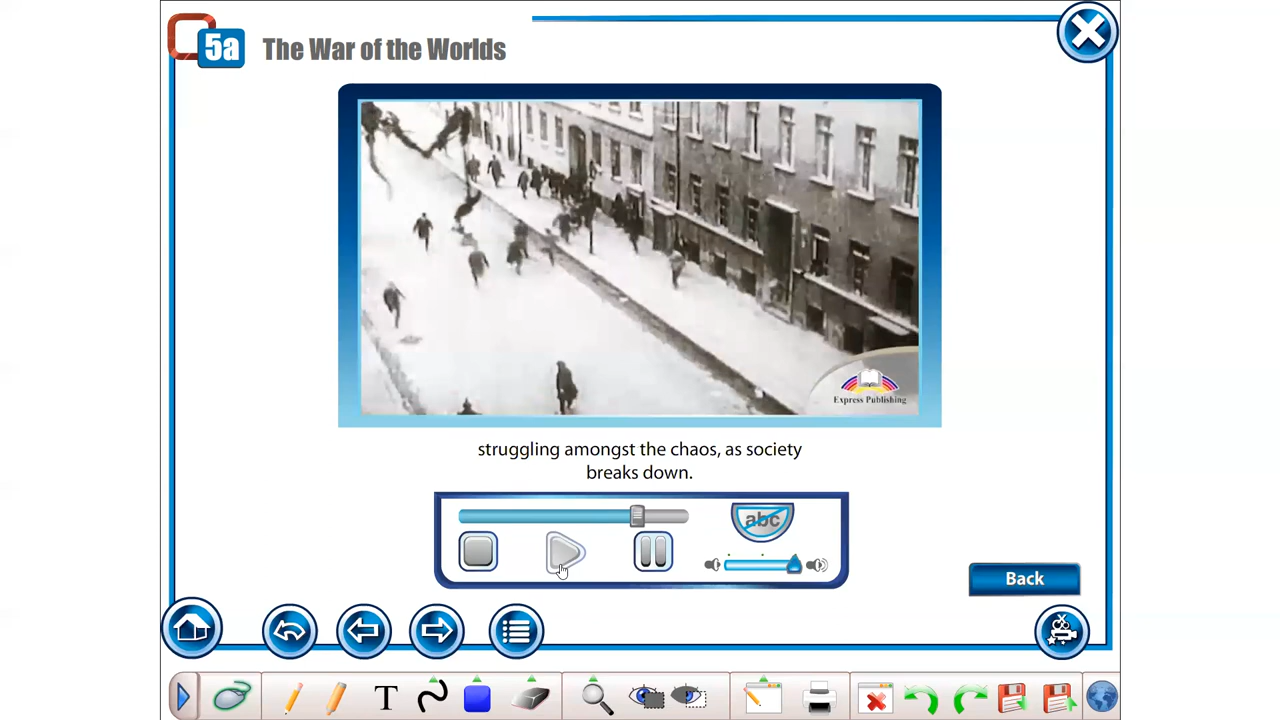 5a
The War of the Worlds
Express Publishing
struggling amongst the chaos, as society
breaks down.
abc
Back
T